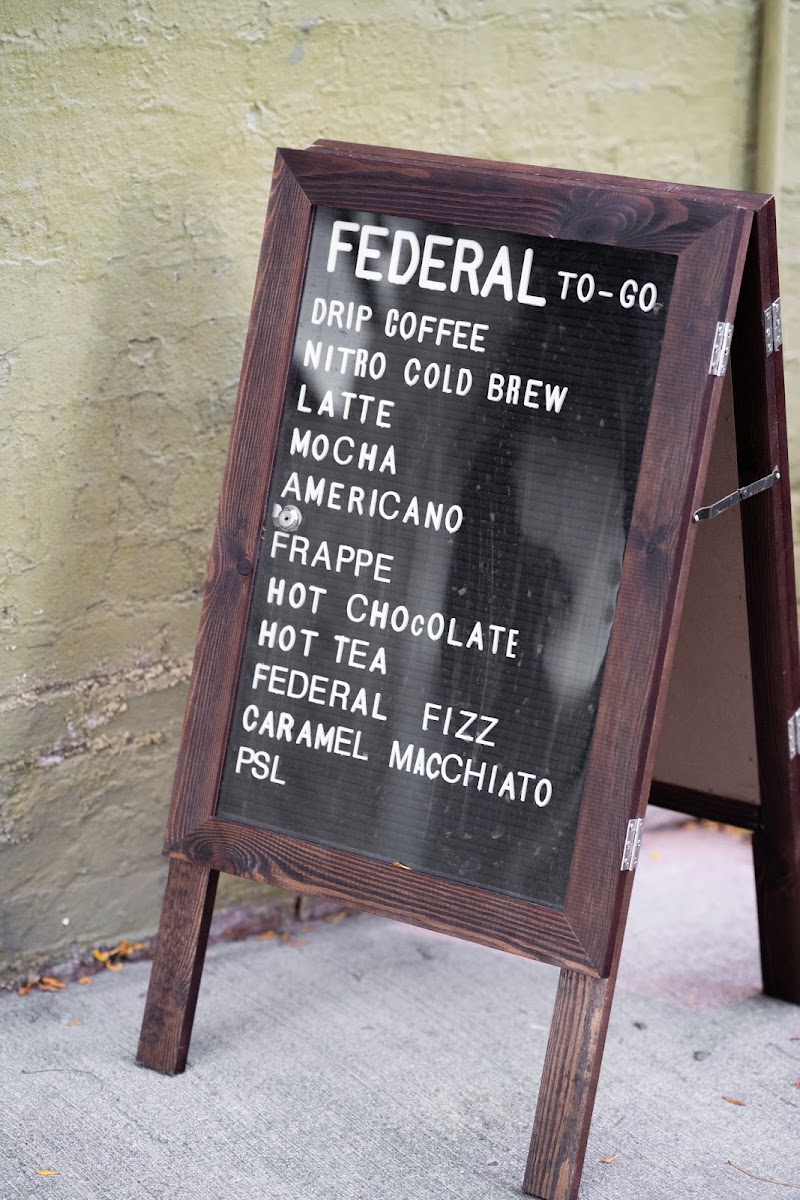 FEDERAL TO-GO
DRIP COFFEE
NITRO COLD BREW
LATTE
MOCHA
AMERICANO
FRAPPE
HOT CHOcOLATE
HOT TEA
FEDERAL FIZZ
CARAMEL MACCHIATO
PSL